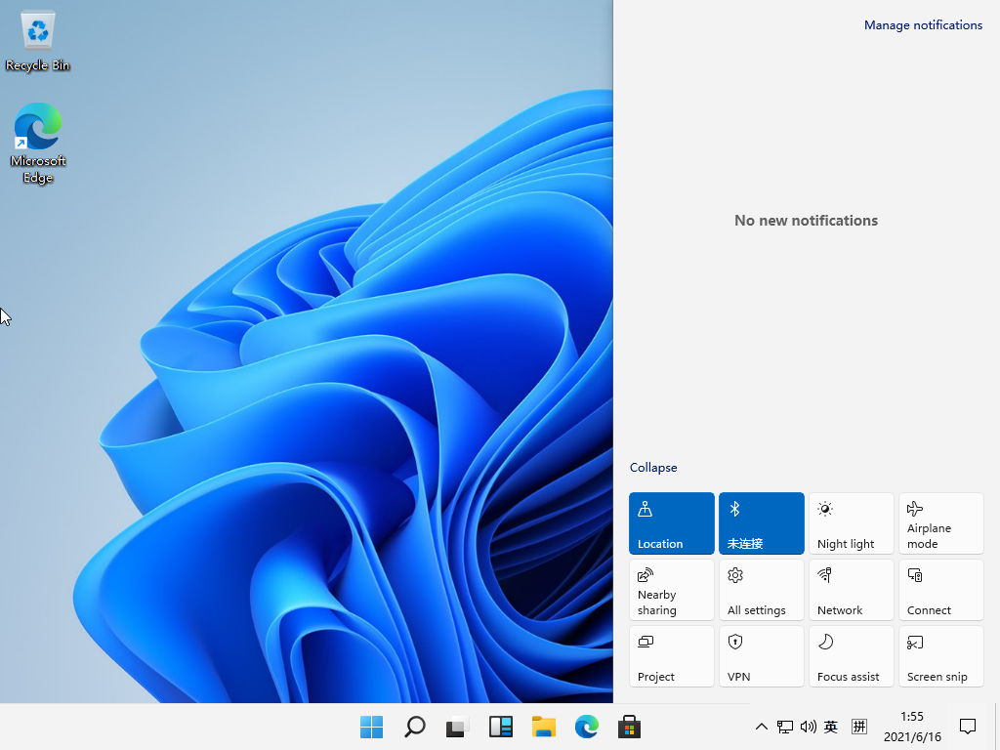 Recycle Bin
Microsoft
Edge
Manage notifications
No new notifications
Collapse
Location
未连接
Night light
Airplane
mode
Nearby
sharing
All settings
Network
Connect
Project
VPN
Focus assist
Screen snip
英
拼
1:55
2021/6/16